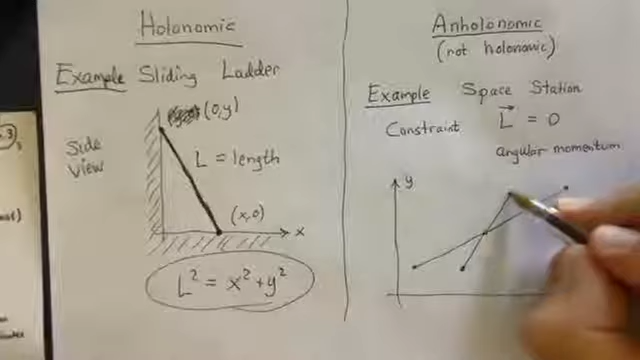 Holonomic
Example Sliding Ladder
(0,y)
Side
View
L = length
(x,0)
x
L² = x² + y²
Anholonomic
(not holonomic)
Example Space Station
Constraint L⃗ = 0
angular momentum
y